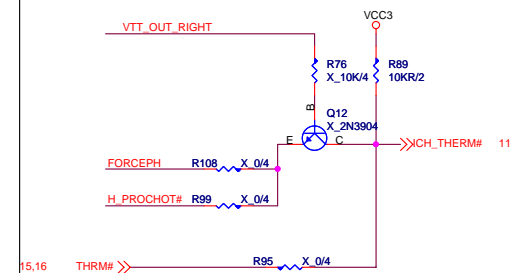 VCC3
VTT_OUT_RIGHT
R76 R89
X_10K/4 10KR/2
B
Q12
X_2N3904
E C
ICH_THERM# 11
FORCEPH R108 X_0/4
H_PROCHOT# R99 X_0/4
15,16 THRM# R95 X_0/4